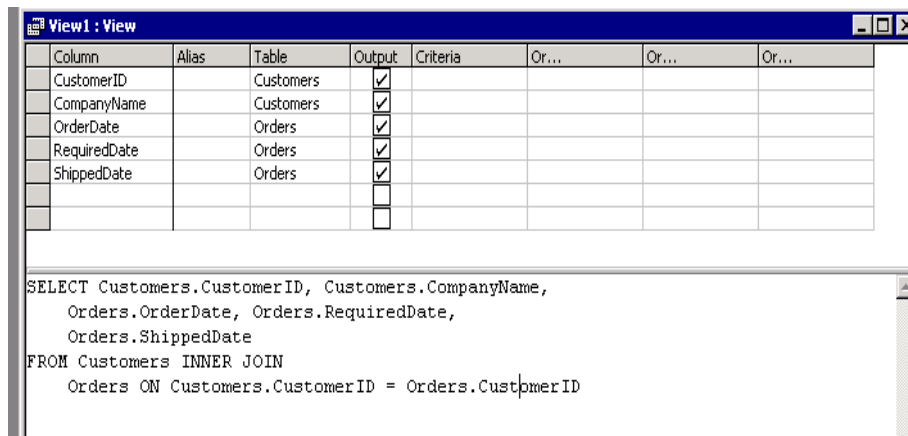 View1 : View
Column Alias Table Output Criteria Or... Or... Or...
CustomerID Customers
CompanyName Customers
OrderDate Orders
RequiredDate Orders
ShippedDate Orders
SELECT Customers.CustomerID, Customers.CompanyName,
Orders.OrderDate, Orders.RequiredDate,
Orders.ShippedDate
FROM Customers INNER JOIN
Orders ON Customers.CustomerID = Orders.CustomerID